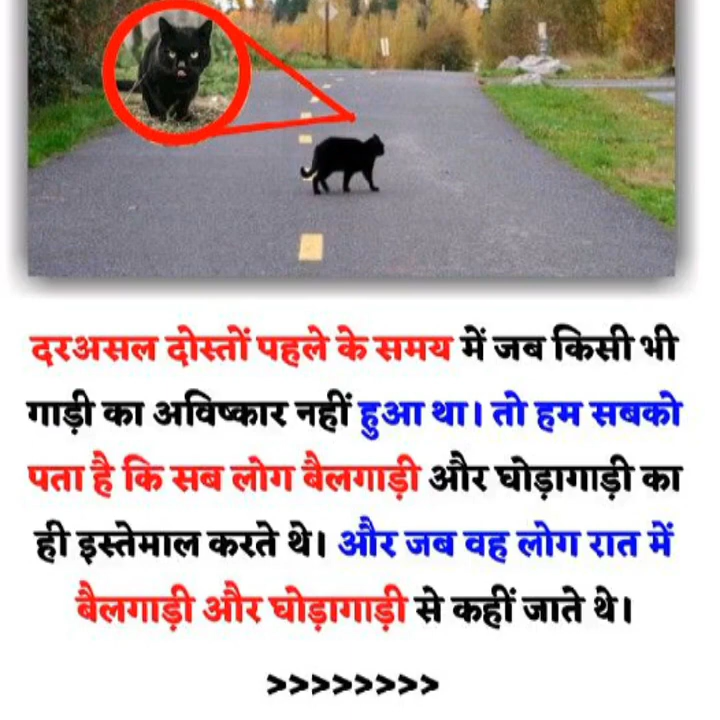 दरअसल दोस्तों पहले के समय में जब किसी भी
गाड़ी का अविष्कार नहीं हुआ था। तो हम सबको
पता है कि सब लोग बैलगाड़ी और घोड़ागाड़ी का
ही इस्तेमाल करते थे। और जब वह लोग रात में
बैलगाड़ी और घोड़ागाड़ी से कहीं जाते थे।
>>>>>>>>